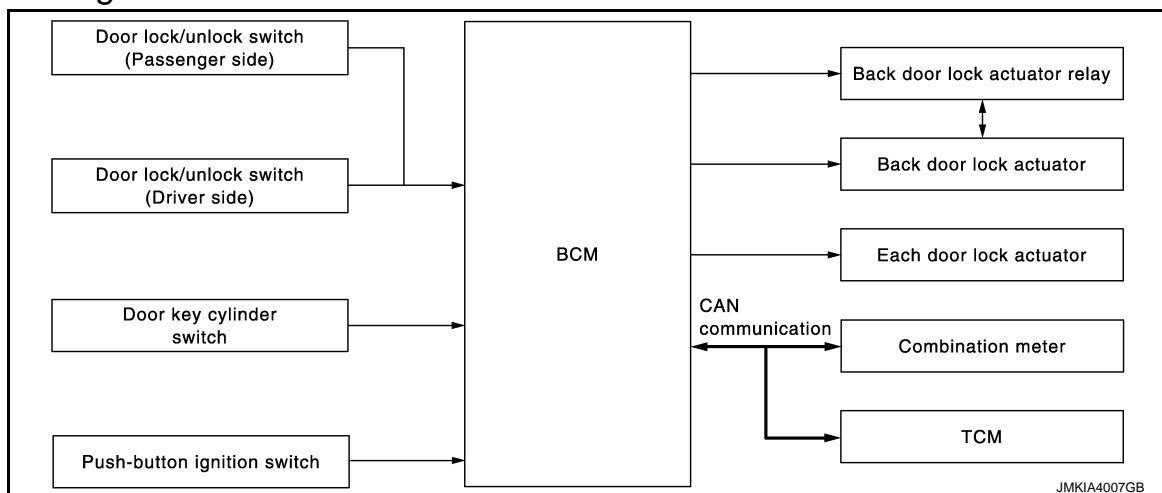 Door lock/unlock switch
(Passenger side)
Door lock/unlock switch
(Driver side)
Door key cylinder
switch
Push-button ignition switch
BCM
CAN
communication
Back door lock actuator relay
Back door lock actuator
Each door lock actuator
Combination meter
TCM
JMKIA4007GB